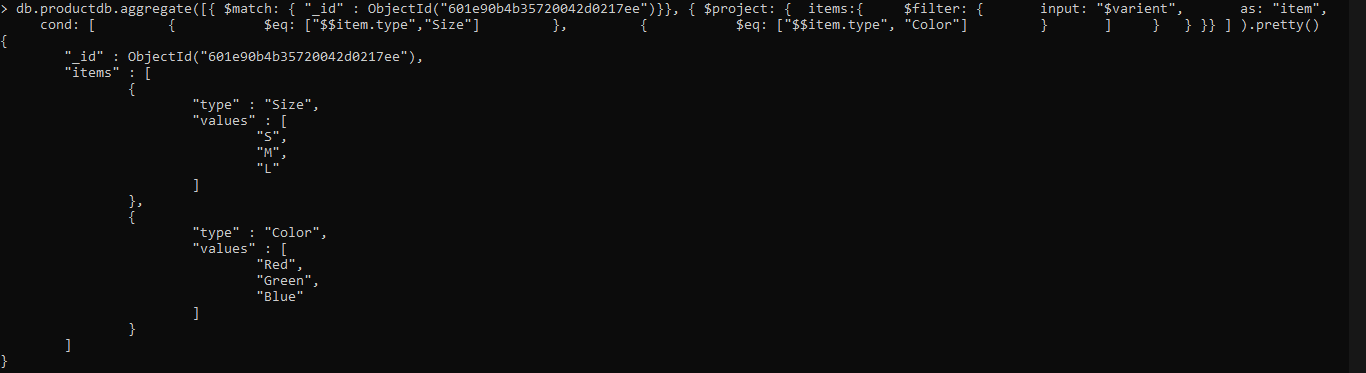 > db.productdb.aggregate([{ $match: { "_id" : ObjectId("601e90b4b35720042d0217ee")}}, { $project: {  items:{     $filter: {       input: "$varient",       as: "item",
     cond: [         {           $eq: ["$$item.type","Size"]         },         {           $eq: ["$$item.type", "Color"]         }       ]     }   } }} ] ).pretty()
{
        "_id" : ObjectId("601e90b4b35720042d0217ee"),
        "items" : [
                {
                        "type" : "Size",
                        "values" : [
                                "S",
                                "M",
                                "L"
                        ]
                },
                {
                        "type" : "Color",
                        "values" : [
                                "Red",
                                "Green",
                                "Blue"
                        ]
                }
        ]
}